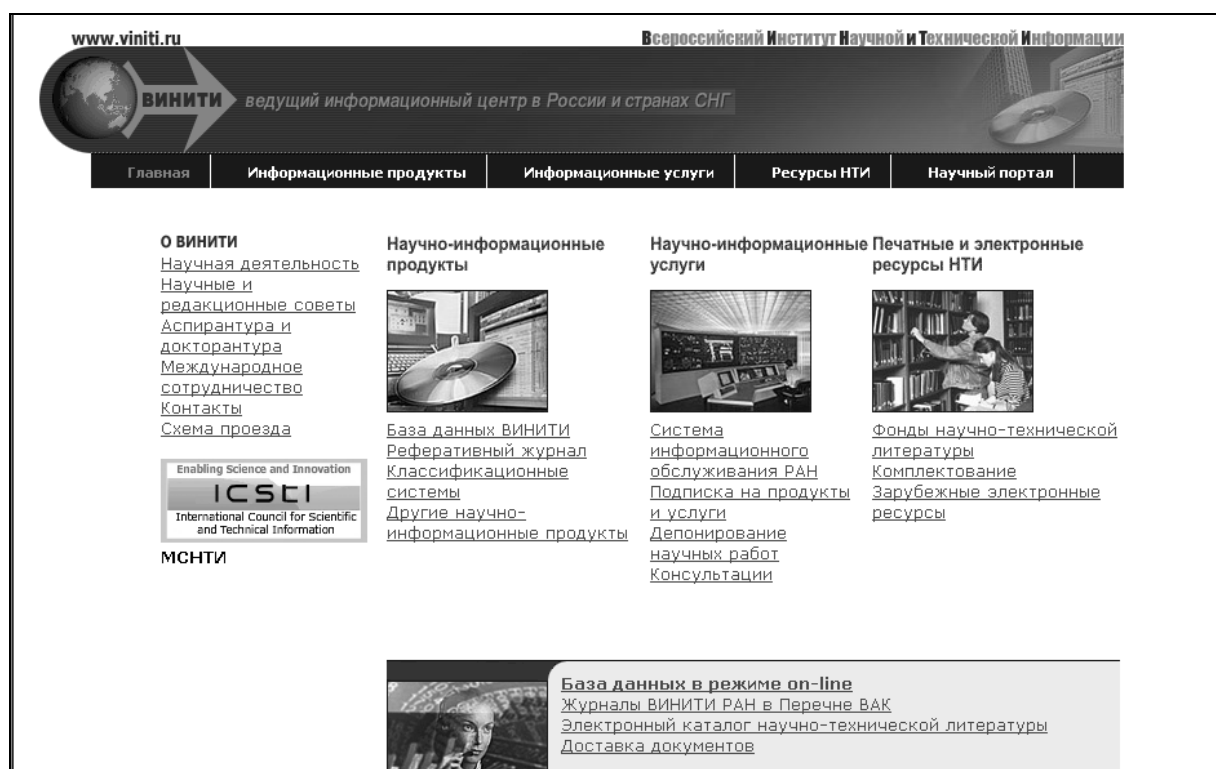 www.viniti.ru
Всероссийский Институт Научной и Технической Информации
ВИНИТИ
ведущий информационный центр в России и странах СНГ
Главная
Информационные продукты
Информационные услуги
Ресурсы НТИ
Научный портал
О ВИНИТИ
Научная деятельность
Научные и
редакционные советы
Аспирантура и
докторантура
Международное
сотрудничество
Контакты
Схема проезда
Enabling Science and Innovation
ICSTI
International Council for Scientific
and Technical Information
МСНТИ
Научно-информационные
продукты
База данных ВИНИТИ
Реферативный журнал
Классификационные
системы
Другие научно-
информационные продукты
Научно-информационные
услуги
Система
информационного
обслуживания РАН
Подписка на продукты
и услуги
Депонирование
научных работ
Консультации
Печатные и электронные
ресурсы НТИ
Фонды научно-технической
литературы
Комплектование
Зарубежные электронные
ресурсы
База данных в режиме on-line
Журналы ВИНИТИ РАН в Перечне ВАК
Электронный каталог научно-технической литературы
Доставка документов